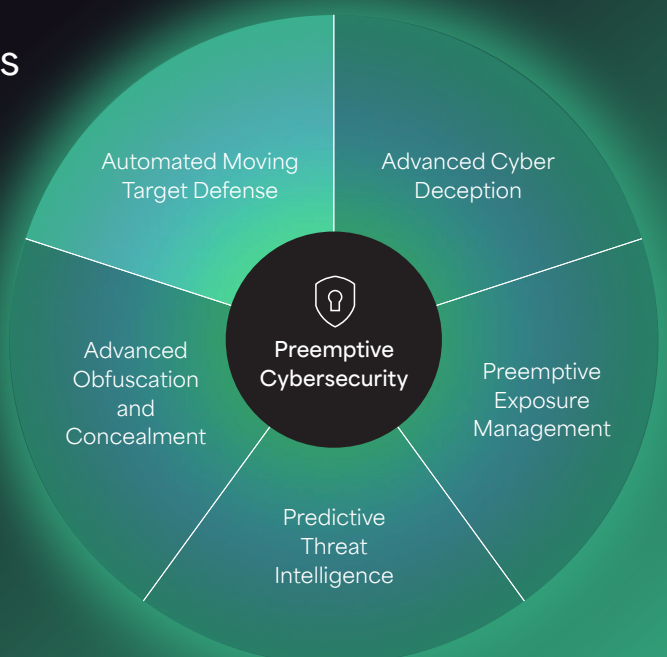 s
Automated Moving
Target Defense
Advanced Cyber
Deception
Preemptive
Cybersecurity
Advanced
Obfuscation
and
Concealment
Preemptive
Exposure
Management
Predictive
Threat
Intelligence